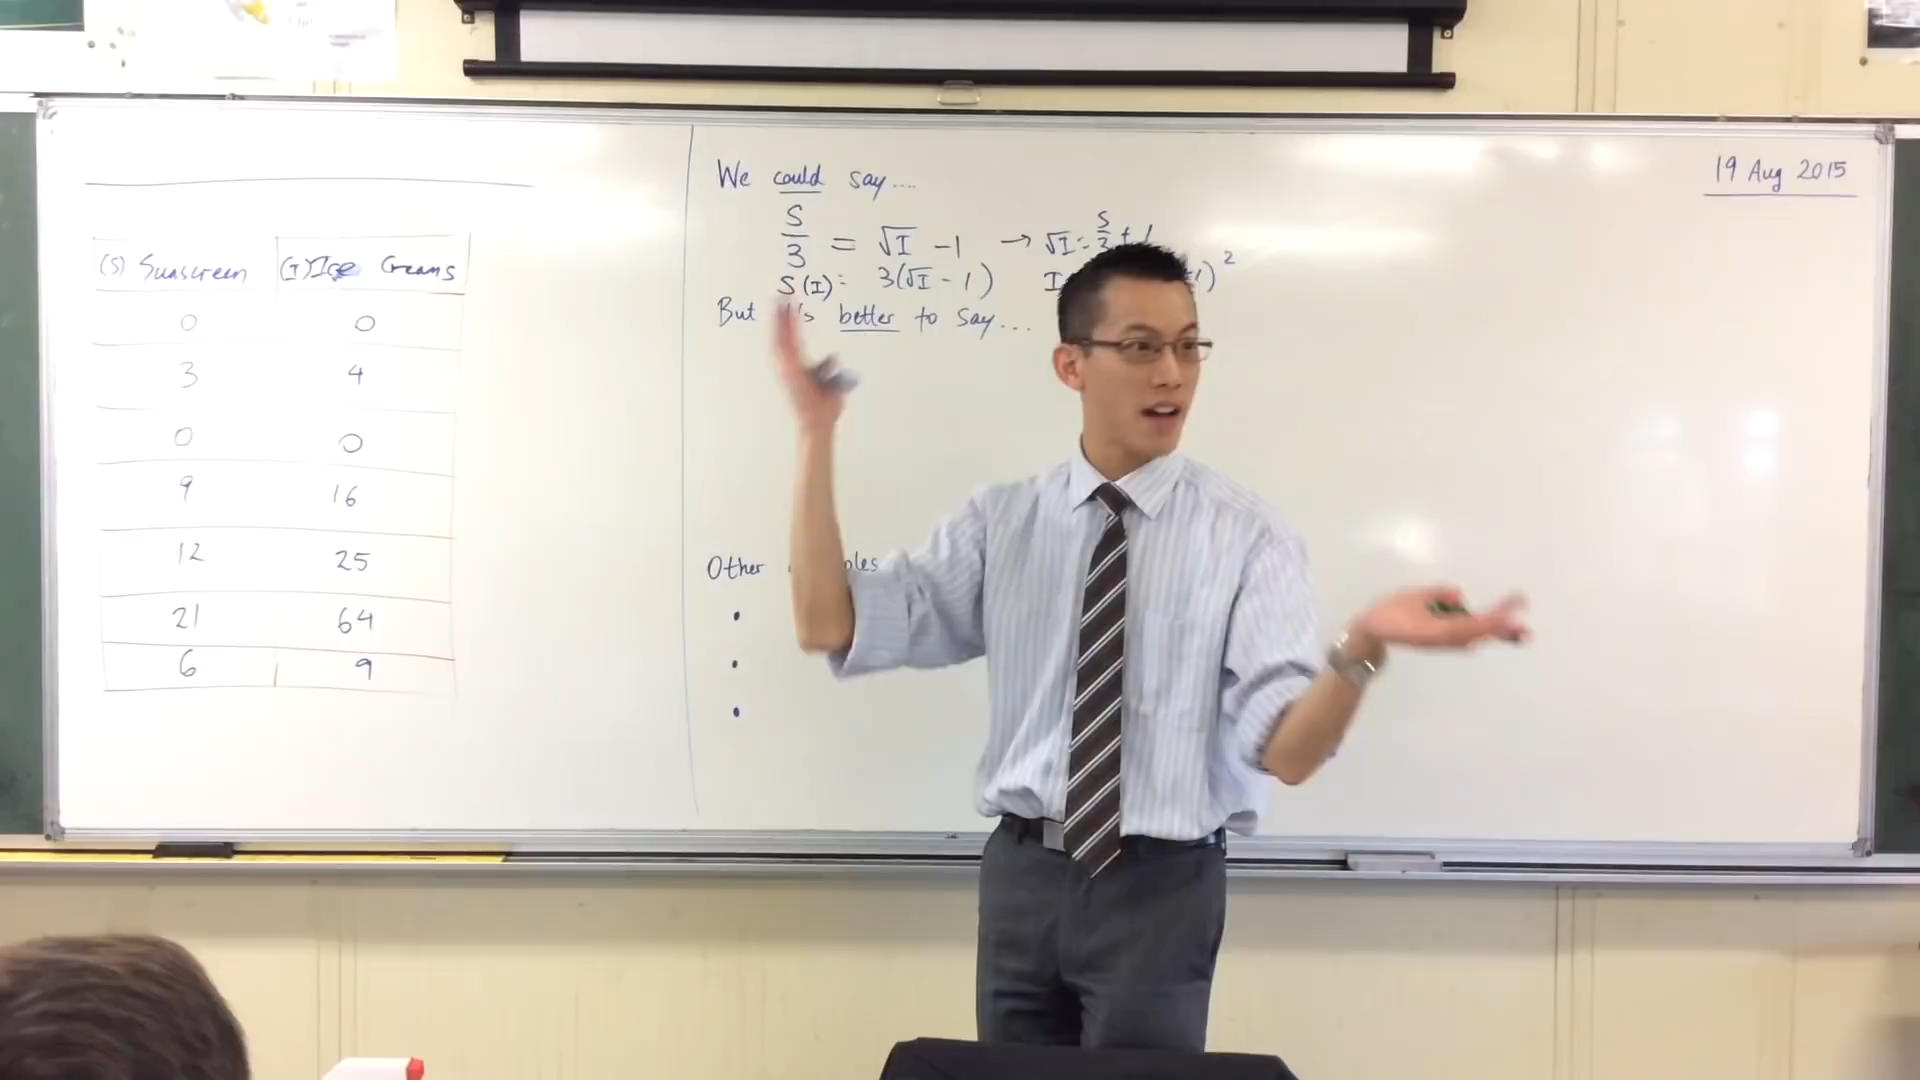 19 Aug 2015
(S) Sunscreen (I) Ice Creams
0 0
3 4
0 0
9 16
12 25
21 64
6 9
We could say....
S/3 = √I - 1 → √I = S/3 + 1
S(I) = 3(√I - 1) I
But better to say...
Other